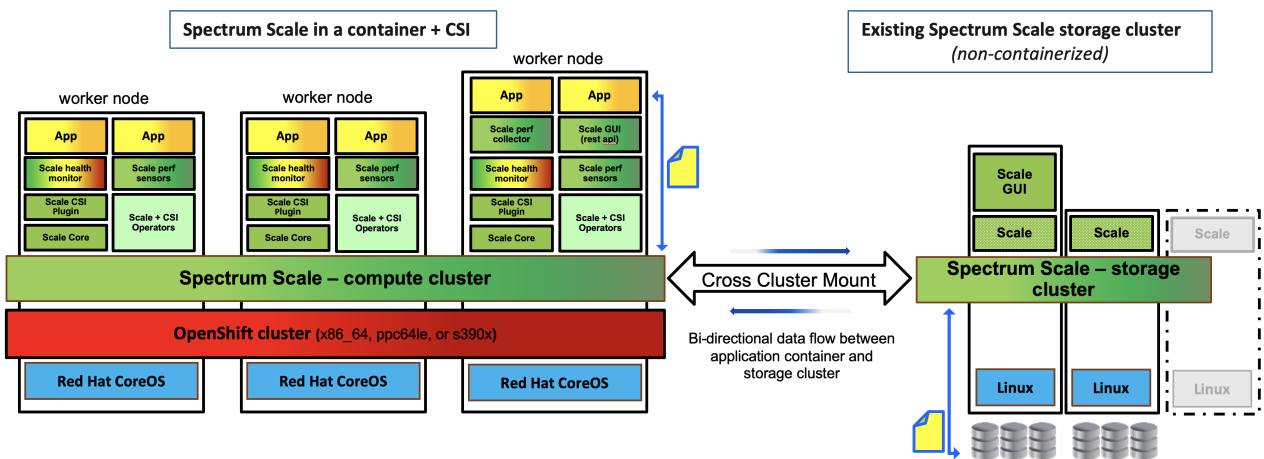 Spectrum Scale in a container + CSI
Existing Spectrum Scale storage cluster
(non-containerized)
worker node
App
App
Scale health
monitor
Scale perf
sensors
Scale CSI
Plugin
Scale + CSI
Operators
Scale Core
worker node
App
App
Scale health
monitor
Scale perf
sensors
Scale CSI
Plugin
Scale + CSI
Operators
Scale Core
worker node
App
App
Scale perf
collector
Scale GUI
(rest api)
Scale health
monitor
Scale perf
sensors
Scale CSI
Plugin
Scale + CSI
Operators
Scale Core
Spectrum Scale – compute cluster
OpenShift cluster (x86_64, ppc64le, or s390x)
Red Hat CoreOS
Red Hat CoreOS
Red Hat CoreOS
Cross Cluster Mount
Bi-directional data flow between
application container and
storage cluster
Scale
GUI
Scale
Scale
Scale
Spectrum Scale – storage
cluster
Linux
Linux
Linux